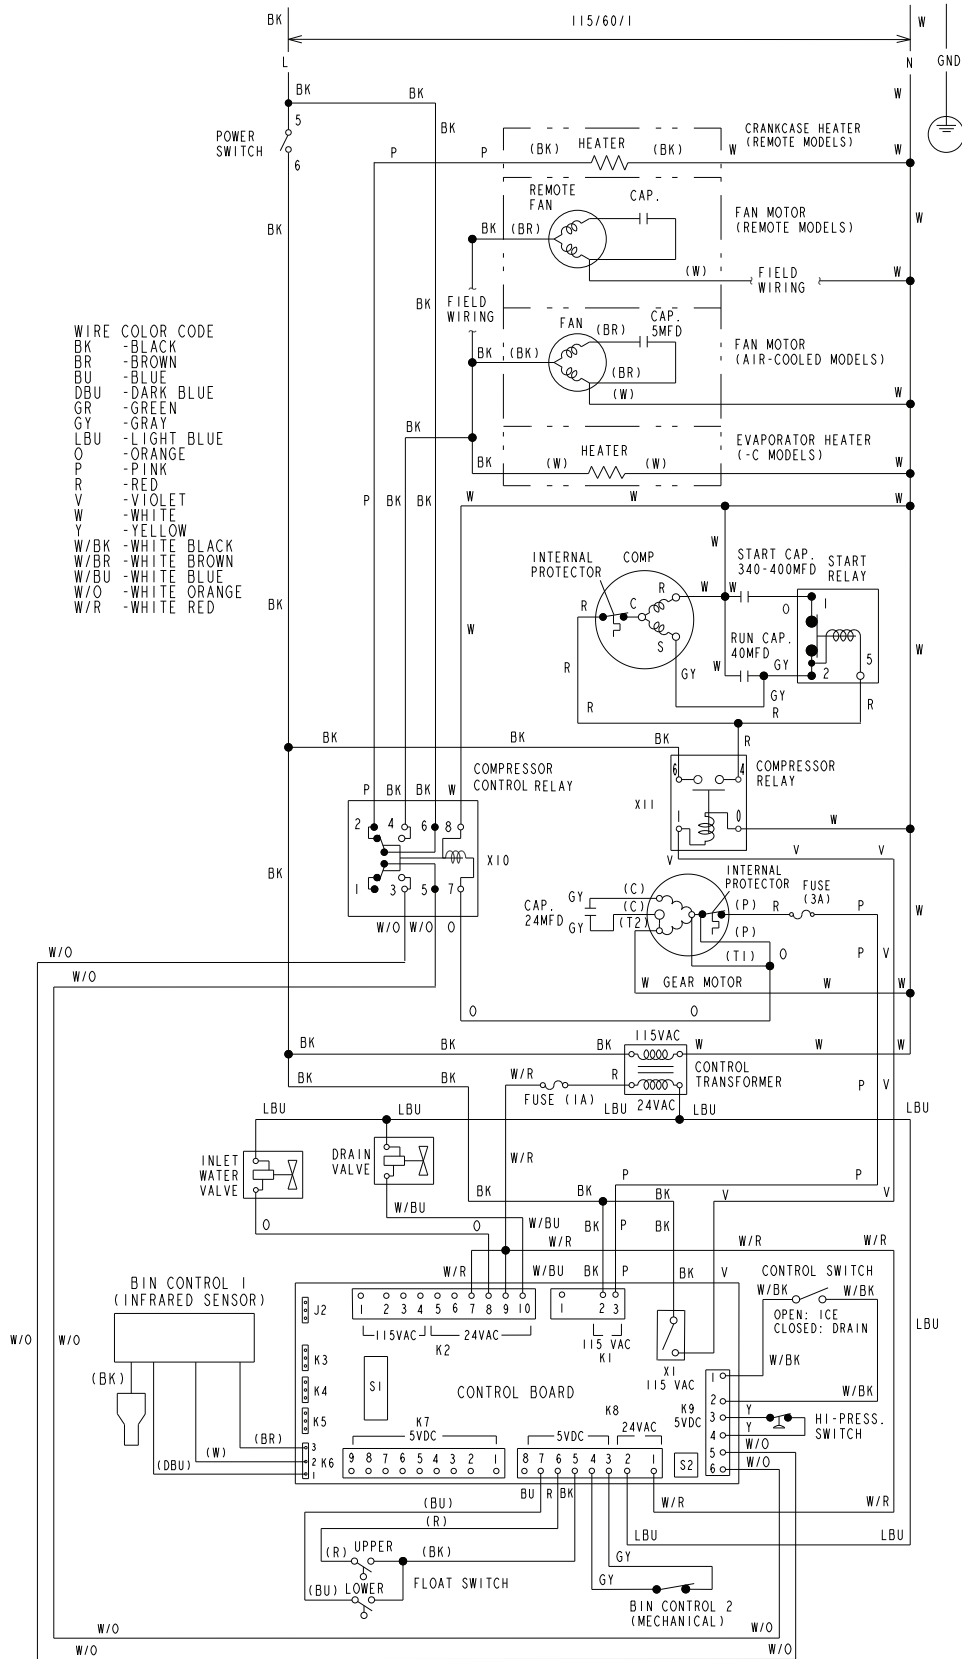 BK
115/60/1
W
L
N
GND
BK
BK
W
5
POWER
SWITCH
6
BK
P
P
(BK)
HEATER
(BK)
W
CRANKCASE HEATER
(REMOTE MODELS)
W
REMOTE
FAN
CAP.
FAN MOTOR
(REMOTE MODELS)
W
BK
BK
(BR)
(W)
FIELD
WIRING
W
BK
FIELD
WIRING
FAN
(BR)
CAP.
5MFD
FAN MOTOR
(AIR-COOLED MODELS)
BK
(BK)
(BR)
(W)
W
WIRE COLOR CODE
BK -BLACK
BR -BROWN
BU -BLUE
DBU -DARK BLUE
GR -GREEN
GY -GRAY
LBU -LIGHT BLUE
O -ORANGE
P -PINK
R -RED
V -VIOLET
W -WHITE
Y -YELLOW
W/BK -WHITE BLACK
W/BR -WHITE BROWN
W/BU -WHITE BLUE
W/O -WHITE ORANGE
W/R -WHITE RED
BK
HEATER
EVAPORATOR HEATER
(-C MODELS)
BK
(W)
(W)
W
P
BK
BK
W
W
W
W
INTERNAL
PROTECTOR
COMP
START CAP.
340-400MFD
START
RELAY
BK
R
C
R
W
W
O
1
S
RUN CAP.
40MFD
W
W
W
GY
5
R
GY
2
R
GY
R
R
BK
BK
BK
R
COMPRESSOR
CONTROL RELAY
6
4
COMPRESSOR
RELAY
P
BK
BK
W
X11
2
4
6
8
1
0
W
X10
V
V
V
BK
1
3
5
7
INTERNAL
PROTECTOR
FUSE
(3A)
CAP.
24MFD
GY
GY
(C)
(C)
(T2)
(P)
R
P
W
W/O
W/O
O
(P)
(T1)
O
P
V
W/O
W/O
W
GEAR MOTOR
W
W
O
O
115VAC
BK
BK
BK
W
W
W
CONTROL
TRANSFORMER
BK
BK
W/R
R
FUSE (1A)
24VAC
P
V
LBU
LBU
LBU
LBU
LBU
INLET
WATER
VALVE
DRAIN
VALVE
W/R
P
P
BK
BK
BK
V
V
W/BU
O
O
W/BU
BK
P
BK
W/R
W/R
W/R
W/R
W/BU
BK
P
BK
V
CONTROL SWITCH
W/BK
W/BK
OPEN: ICE
CLOSED: DRAIN
BIN CONTROL 1
(INFRARED SENSOR)
J2
1 2 3 4 5 6 7 8 9 10
1 2 3
115VAC
24VAC
K2
115 VAC
K1
X1
115 VAC
LBU
W/O
W/O
K3
K4
K5
S1
CONTROL BOARD
W/BK
W/BK
(BK)
1
2
3
4
5
6
K9
5VDC
Y
Y
W/O
W/O
HI-PRESS.
SWITCH
K7
5VDC
K8
5VDC
24VAC
(BR)
(W)
(DBU)
3
2
1
K6
9 8 7 6 5 4 3 2 1
8 7 6 5 4 3 2 1
S2
BU
R
BK
W/R
W/R
(BU)
(R)
LBU
LBU
(R)
UPPER
(BK)
(BU)
LOWER
FLOAT SWITCH
GY
GY
BIN CONTROL 2
(MECHANICAL)
W/O
W/O
W/O
W/O